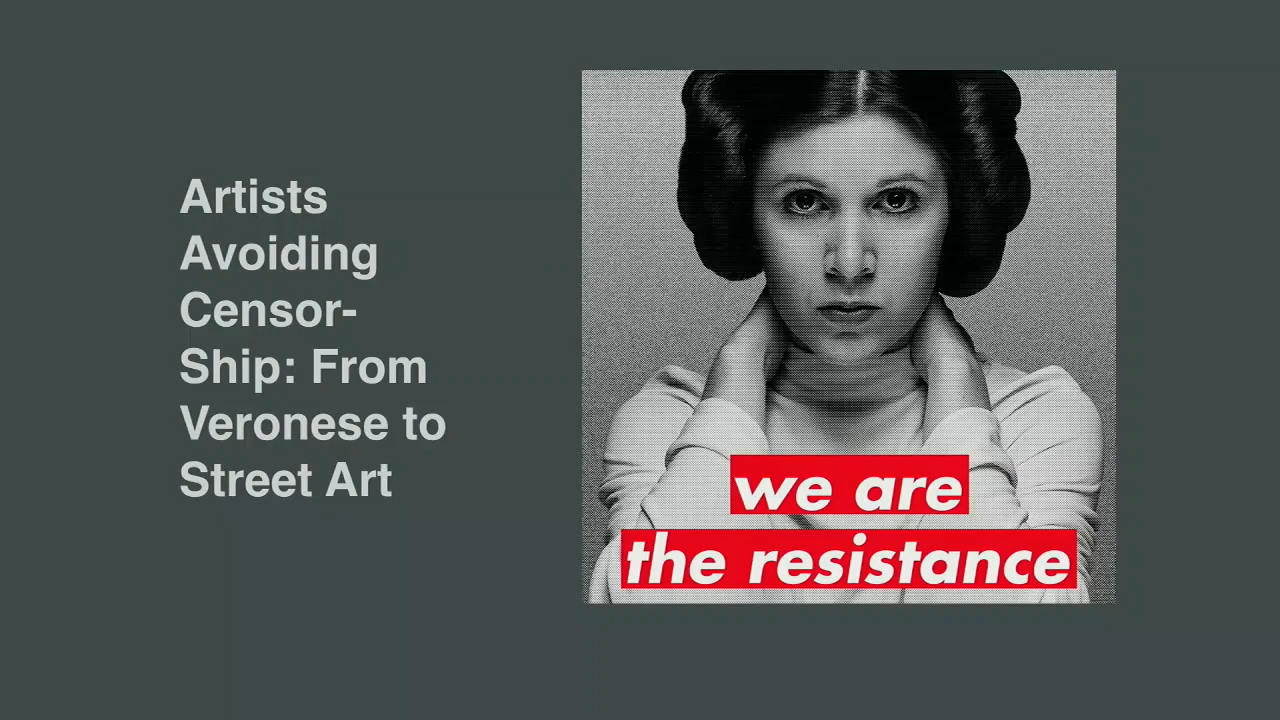 Artists
Avoiding
Censor-
Ship: From
Veronese to
Street Art
we are
the resistance